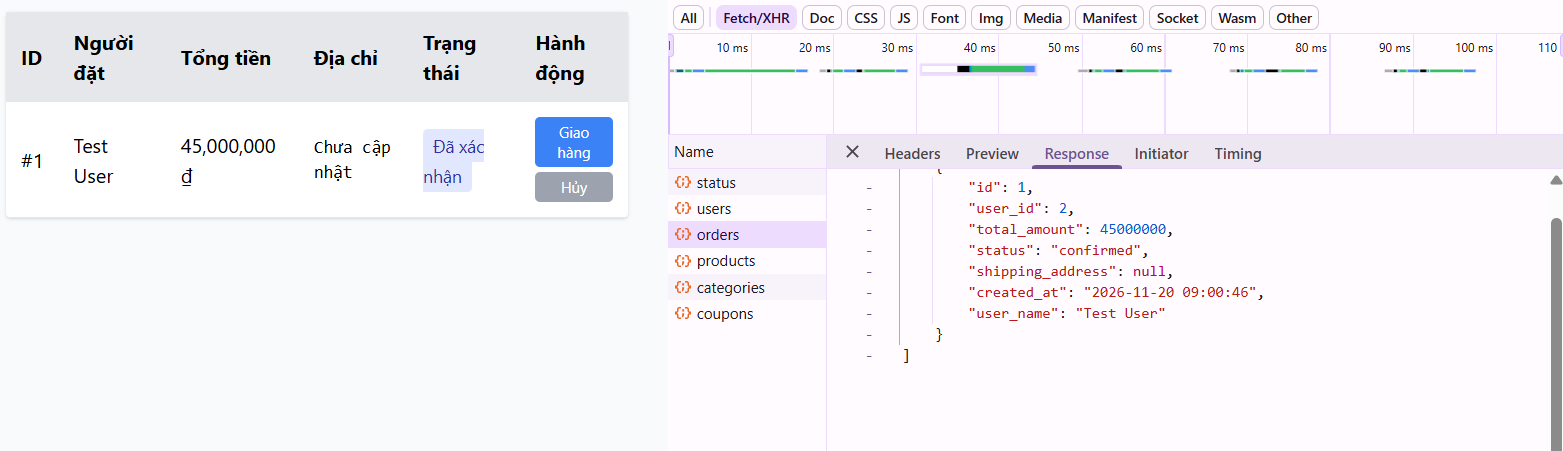 ID
Người đặt
Tổng tiền
Địa chỉ
Trạng thái
Hành động
#1
Test User
45,000,000 ₫
Chưa cập nhật
Đã xác nhận
Giao hàng
Hủy
All
Fetch/XHR
Doc
CSS
JS
Font
Img
Media
Manifest
Socket
Wasm
Other
10 ms
20 ms
30 ms
40 ms
50 ms
60 ms
70 ms
80 ms
90 ms
100 ms
110
Name
status
users
orders
products
categories
coupons
Headers
Preview
Response
Initiator
Timing
{
- "id": 1,
- "user_id": 2,
- "total_amount": 45000000,
- "status": "confirmed",
- "shipping_address": null,
- "created_at": "2026-11-20 09:00:46",
- "user_name": "Test User"
- }
- ]